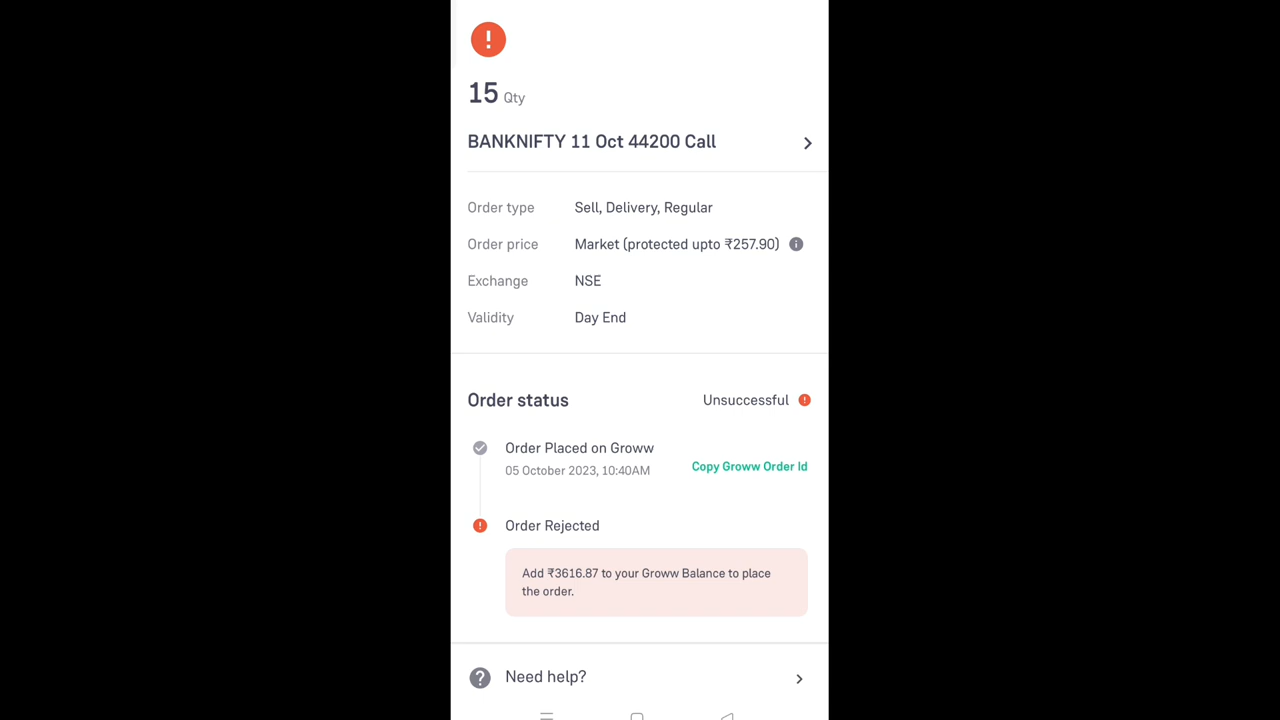 15 Qty
BANKNIFTY 11 Oct 44200 Call
Order type Sell, Delivery, Regular
Order price Market (protected upto ₹257.90)
Exchange NSE
Validity Day End
Order status Unsuccessful
Order Placed on Groww
05 October 2023, 10:40AM
Copy Groww Order Id
Order Rejected
Add ₹3616.87 to your Groww Balance to place
the order.
Need help?